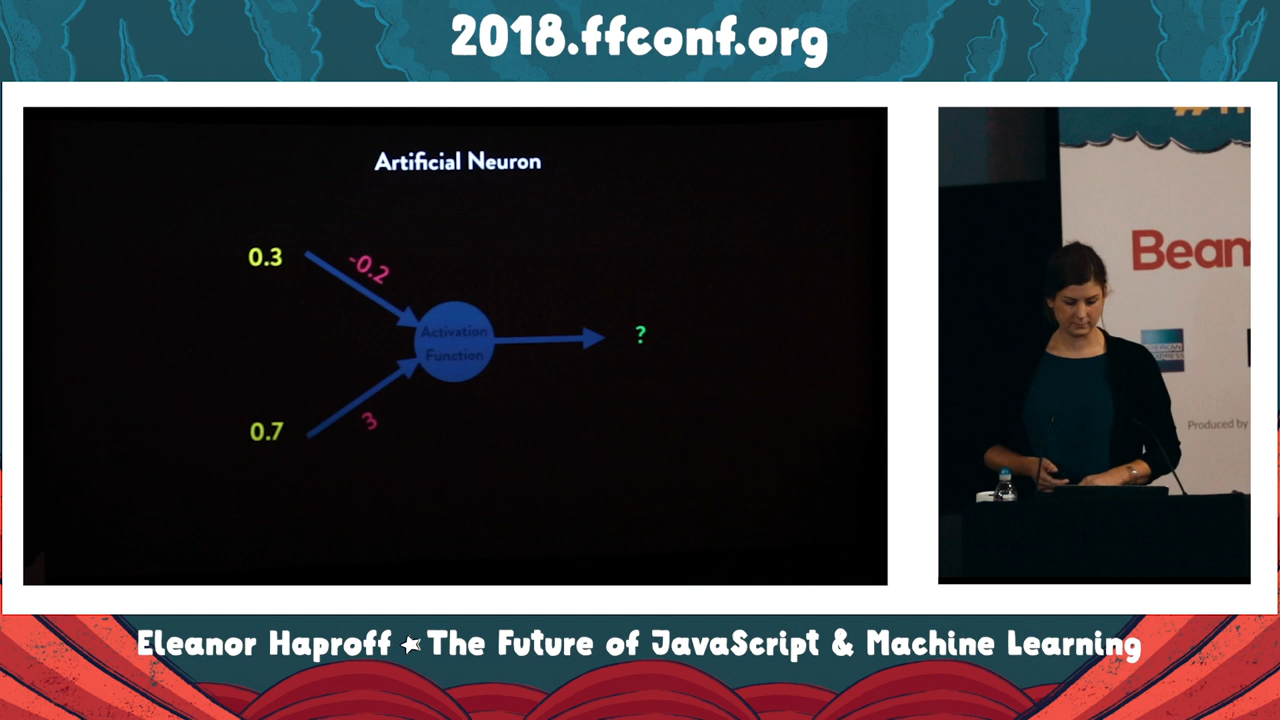 2018.ffconf.org
Artificial Neuron
0.3
-0.2
Activation
Function
?
0.7
3
Beam
Produced by
Eleanor Haproff ☆ The Future of JavaScript & Machine Learning